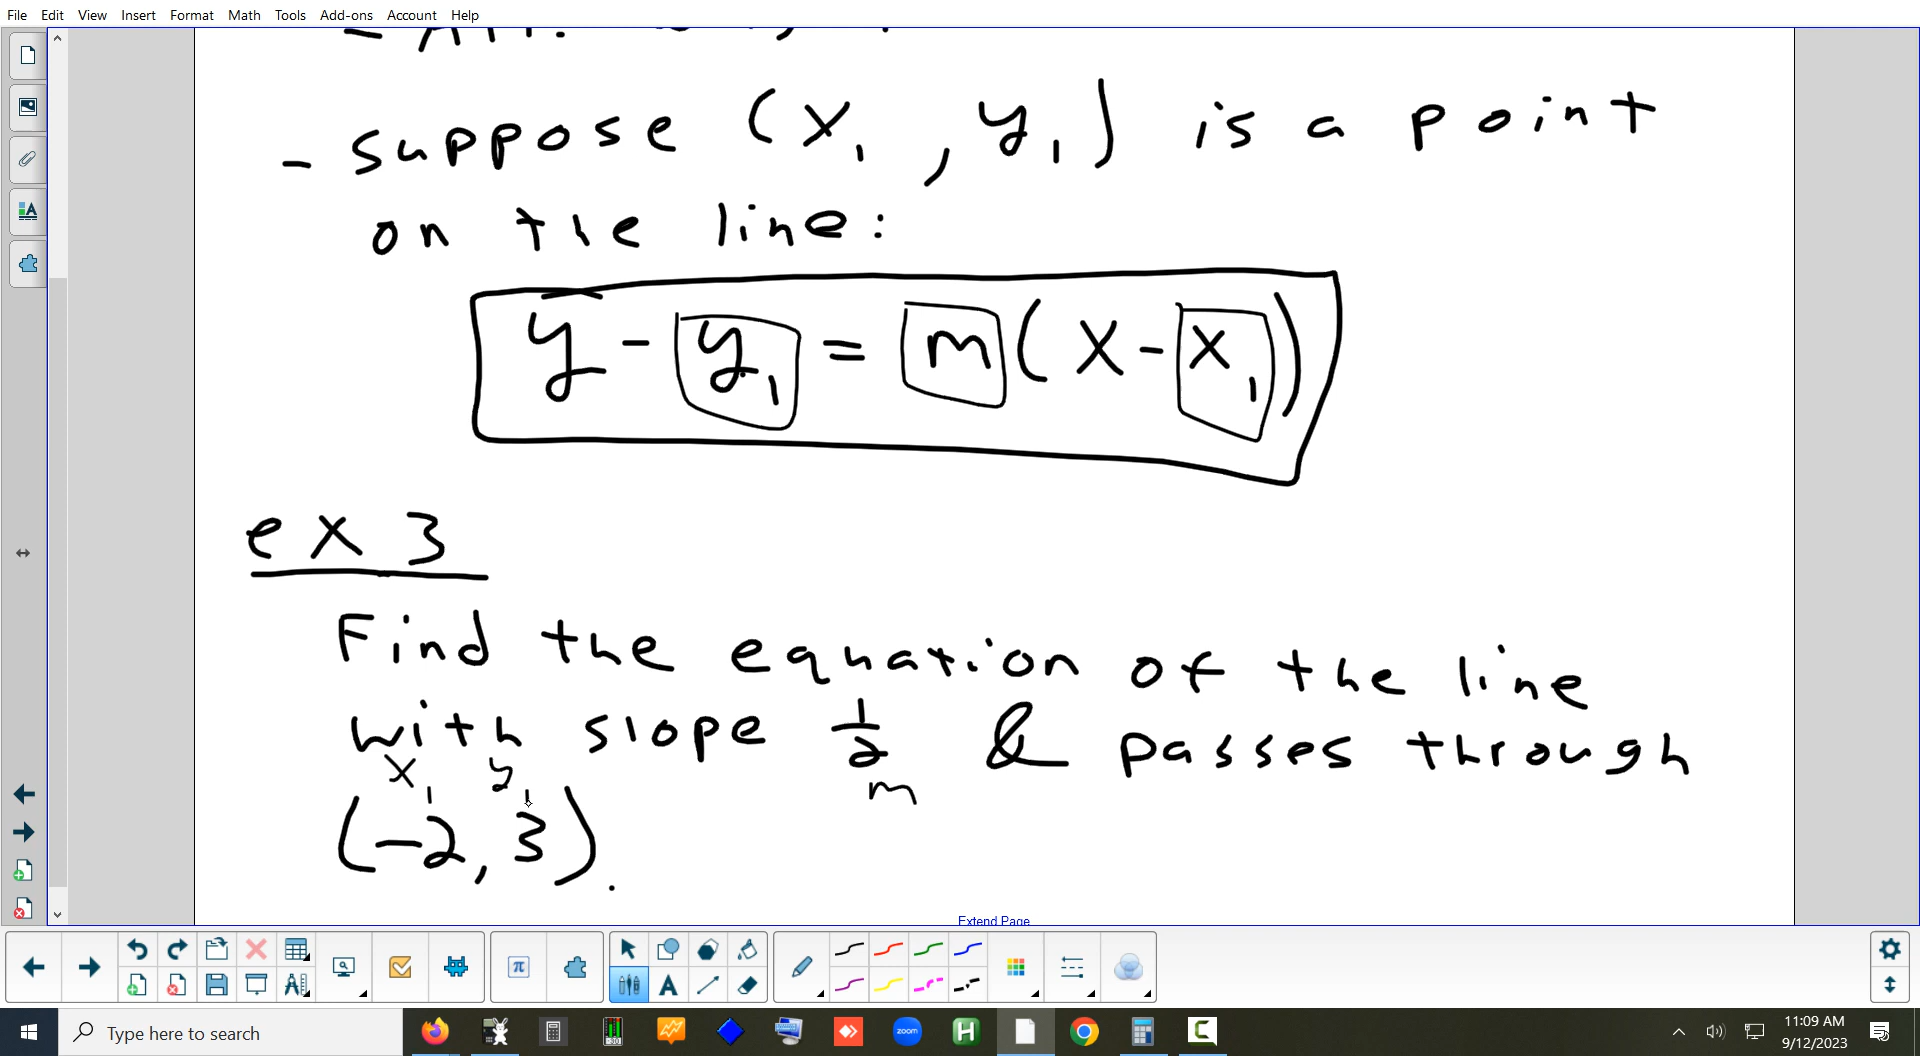 File Edit View Insert Format Math Tools Add-ons Account Help
- suppose (x₁, y₁) is a point
on the line:
y - y₁ = m(x - x₁)
ex 3
Find the equation of the line
with slope 1/2 & passes through
x₁ y₁ m
(-2, 3).
Extend Page
π
A
Type here to search
zoom
H
C
11:09 AM
9/12/2023